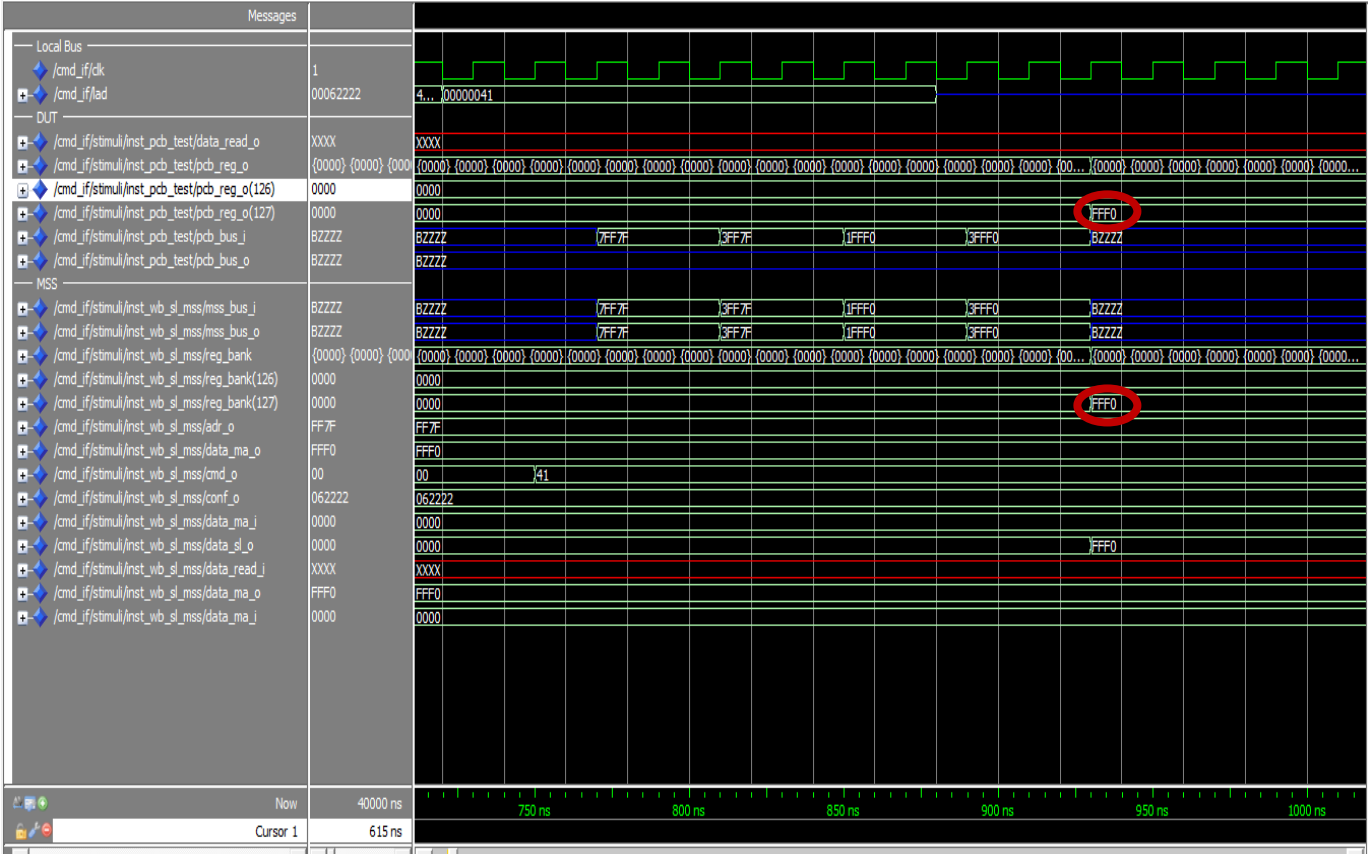 Messages
Local Bus
/cmd_if/clk 1
/cmd_if/lad 00062222 4... 00000041
DUT
/cmd_if/stimuli/inst_pcb_test/data_read_o XXXX XXXX
/cmd_if/stimuli/inst_pcb_test/pcb_reg_o {0000} {0000} {000 {0000} {0000} {0000} {0000} {0000} {0000} {0000} {0000} {0000} {0000} {0000} {0000} {0000} {0000} {0000} {0000} {0000} {00... {0000} {0000} {0000} {0000} {0000} {0000} {0000...
/cmd_if/stimuli/inst_pcb_test/pcb_reg_o(126) 0000 0000
/cmd_if/stimuli/inst_pcb_test/pcb_reg_o(127) 0000 0000 FFF0
/cmd_if/stimuli/inst_pcb_test/pcb_bus_i BZZZZ BZZZZ 7FF7F 3FF7F 1FFF0 3FFF0 BZZZZ
/cmd_if/stimuli/inst_pcb_test/pcb_bus_o BZZZZ BZZZZ
MSS
/cmd_if/stimuli/inst_wb_sl_mss/mss_bus_i BZZZZ BZZZZ 7FF7F 3FF7F 1FFF0 3FFF0 BZZZZ
/cmd_if/stimuli/inst_wb_sl_mss/mss_bus_o BZZZZ BZZZZ 7FF7F 3FF7F 1FFF0 3FFF0 BZZZZ
/cmd_if/stimuli/inst_wb_sl_mss/reg_bank {0000} {0000} {000 {0000} {0000} {0000} {0000} {0000} {0000} {0000} {0000} {0000} {0000} {0000} {0000} {0000} {0000} {0000} {0000} {0000} {00... {0000} {0000} {0000} {0000} {0000} {0000} {0000...
/cmd_if/stimuli/inst_wb_sl_mss/reg_bank(126) 0000 0000
/cmd_if/stimuli/inst_wb_sl_mss/reg_bank(127) 0000 0000 FFF0
/cmd_if/stimuli/inst_wb_sl_mss/adr_o FF7F FF7F
/cmd_if/stimuli/inst_wb_sl_mss/data_ma_o FFF0 FFF0
/cmd_if/stimuli/inst_wb_sl_mss/cmd_o 00 00 41
/cmd_if/stimuli/inst_wb_sl_mss/conf_o 062222 062222
/cmd_if/stimuli/inst_wb_sl_mss/data_ma_i 0000 0000
/cmd_if/stimuli/inst_wb_sl_mss/data_sl_o 0000 0000 FFF0
/cmd_if/stimuli/inst_wb_sl_mss/data_read_i XXXX XXXX
/cmd_if/stimuli/inst_wb_sl_mss/data_ma_o FFF0 FFF0
/cmd_if/stimuli/inst_wb_sl_mss/data_ma_i 0000 0000
Now 40000 ns 750 ns 800 ns 850 ns 900 ns 950 ns 1000 ns
Cursor 1 615 ns